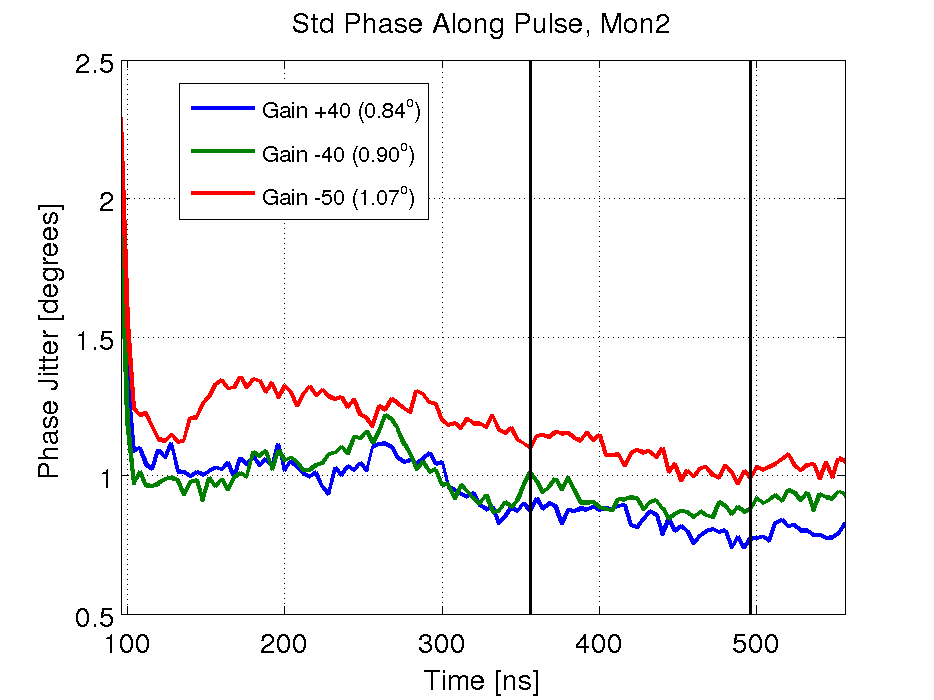 Std Phase Along Pulse, Mon2
2.5
2
1.5
1
0.5
Phase Jitter [degrees]
Gain +40 (0.84°)
Gain -40 (0.90°)
Gain -50 (1.07°)
100 200 300 400 500
Time [ns]